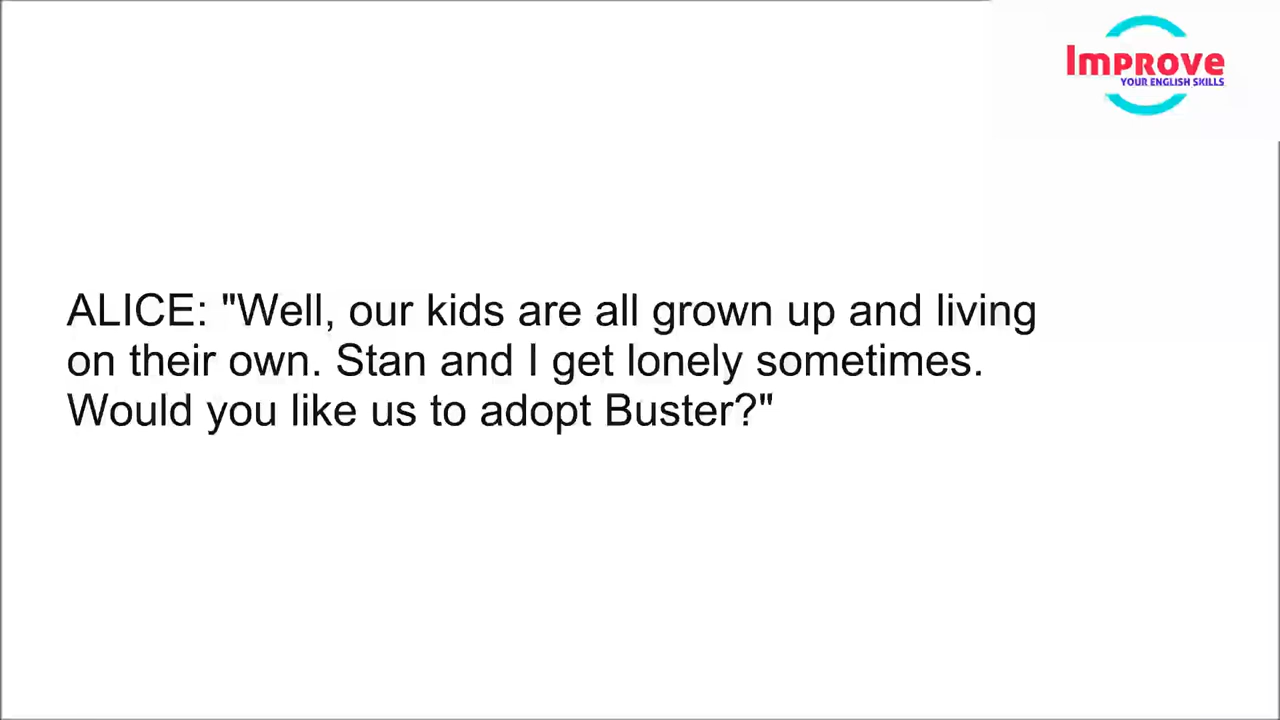 Improve
YOUR ENGLISH SKILLS
ALICE: "Well, our kids are all grown up and living
on their own. Stan and I get lonely sometimes.
Would you like us to adopt Buster?"